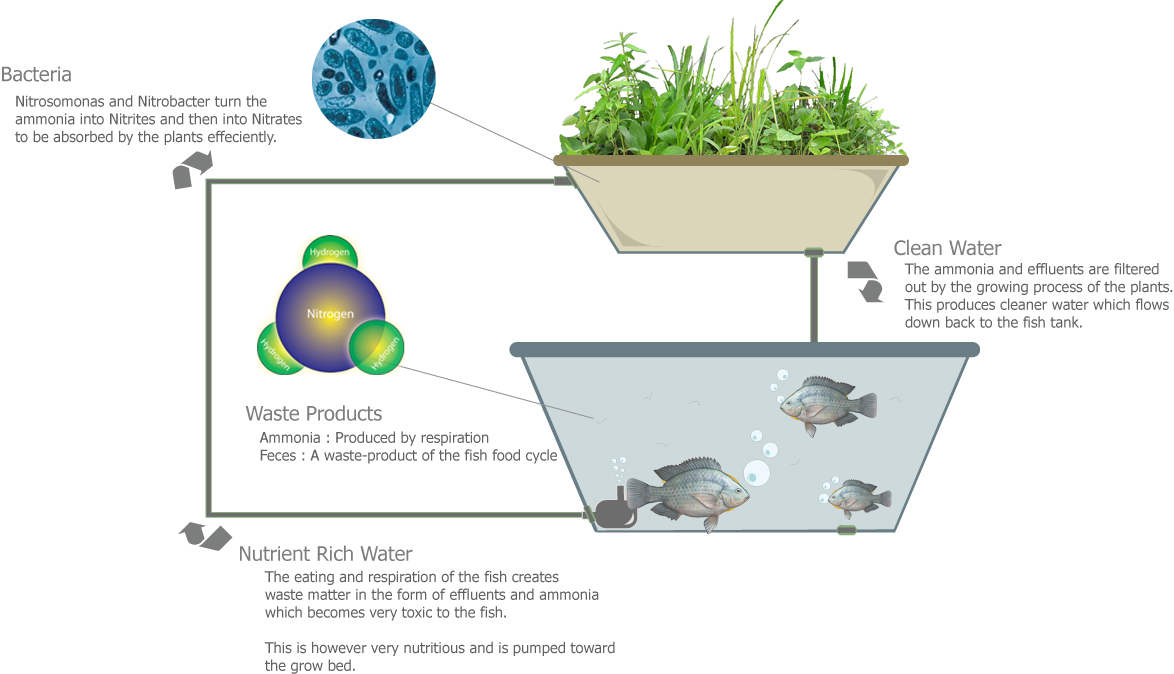 Bacteria
Nitrosomonas and Nitrobacter turn the
ammonia into Nitrites and then into Nitrates
to be absorbed by the plants effeciently.
Hydrogen
Nitrogen
Hydrogen
Hydrogen
Clean Water
The ammonia and effluents are filtered
out by the growing process of the plants.
This produces cleaner water which flows
down back to the fish tank.
Waste Products
Ammonia : Produced by respiration
Feces : A waste-product of the fish food cycle
Nutrient Rich Water
The eating and respiration of the fish creates
waste matter in the form of effluents and ammonia
which becomes very toxic to the fish.
This is however very nutritious and is pumped toward
the grow bed.